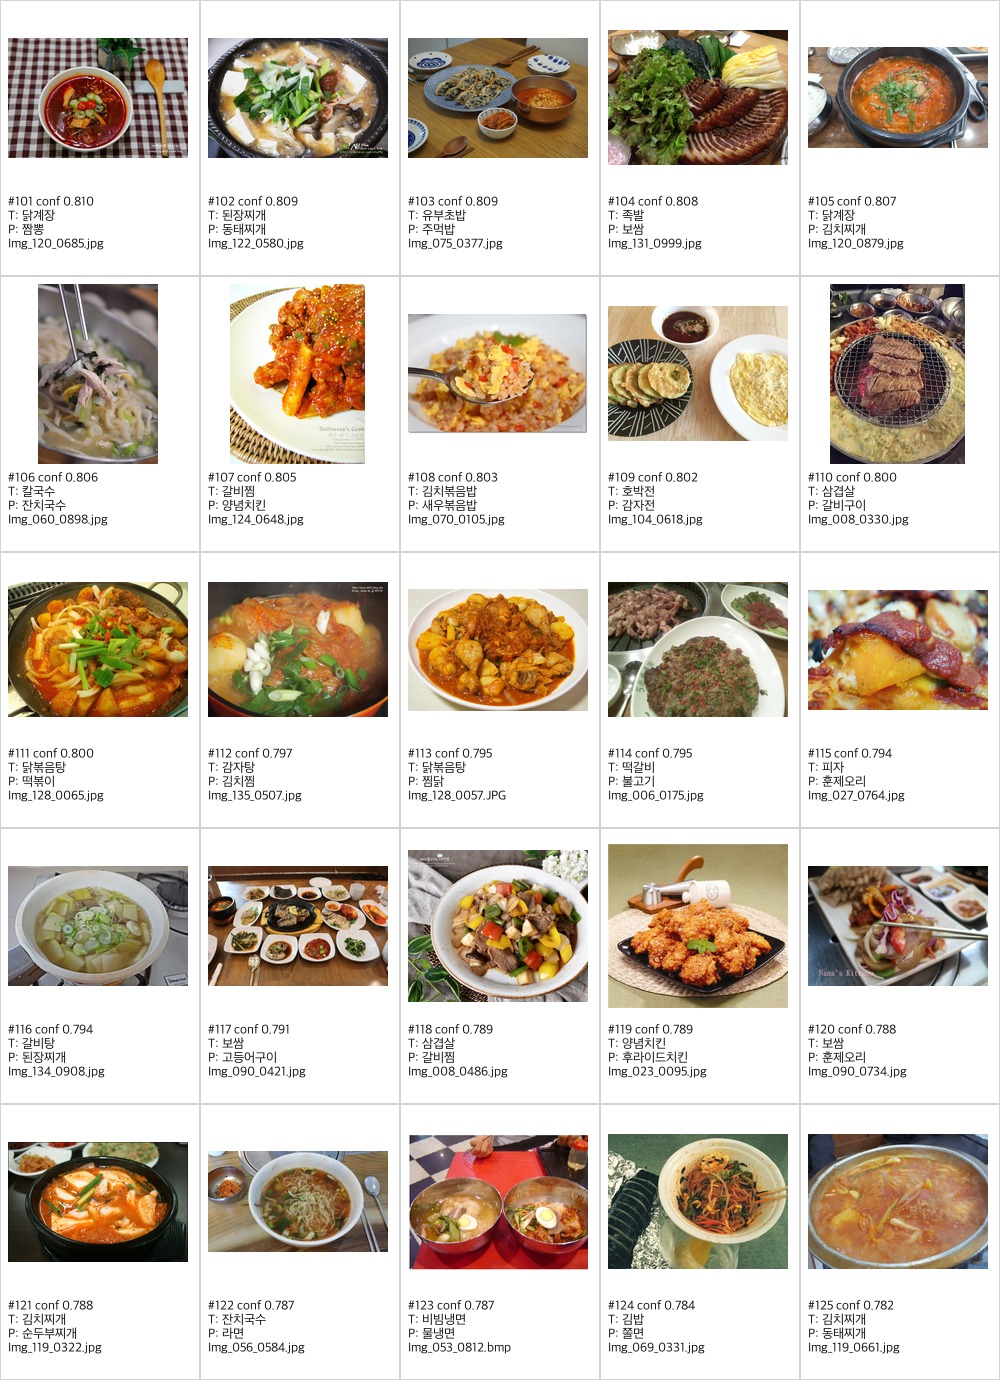 #101 conf 0.810
T: 닭계장
P: 짬뽕
Img_120_0685.jpg
#102 conf 0.809
T: 된장찌개
P: 동태찌개
Img_122_0580.jpg
#103 conf 0.809
T: 유부초밥
P: 주먹밥
Img_075_0377.jpg
#104 conf 0.808
T: 족발
P: 보쌈
Img_131_0999.jpg
#105 conf 0.807
T: 닭계장
P: 김치찌개
Img_120_0879.jpg
#106 conf 0.806
T: 칼국수
P: 잔치국수
Img_060_0898.jpg
#107 conf 0.805
T: 갈비찜
P: 양념치킨
Img_124_0648.jpg
#108 conf 0.803
T: 김치볶음밥
P: 새우볶음밥
Img_070_0105.jpg
#109 conf 0.802
T: 호박전
P: 감자전
Img_104_0618.jpg
#110 conf 0.800
T: 삼겹살
P: 갈비구이
Img_008_0330.jpg
#111 conf 0.800
T: 닭볶음탕
P: 떡볶이
Img_128_0065.jpg
#112 conf 0.797
T: 감자탕
P: 김치찜
Img_135_0507.jpg
#113 conf 0.795
T: 닭볶음탕
P: 찜닭
Img_128_0057.JPG
#114 conf 0.795
T: 떡갈비
P: 불고기
Img_006_0175.jpg
#115 conf 0.794
T: 피자
P: 훈제오리
Img_027_0764.jpg
#116 conf 0.794
T: 갈비탕
P: 된장찌개
Img_134_0908.jpg
#117 conf 0.791
T: 보쌈
P: 고등어구이
Img_090_0421.jpg
#118 conf 0.789
T: 삼겹살
P: 갈비찜
Img_008_0486.jpg
#119 conf 0.789
T: 양념치킨
P: 후라이드치킨
Img_023_0095.jpg
Nana's Kitchen
#120 conf 0.788
T: 보쌈
P: 훈제오리
Img_090_0734.jpg
#121 conf 0.788
T: 김치찌개
P: 순두부찌개
Img_119_0322.jpg
#122 conf 0.787
T: 잔치국수
P: 라면
Img_056_0584.jpg
#123 conf 0.787
T: 비빔냉면
P: 물냉면
Img_053_0812.bmp
#124 conf 0.784
T: 김밥
P: 쫄면
Img_069_0331.jpg
#125 conf 0.782
T: 김치찌개
P: 동태찌개
Img_119_0661.jpg